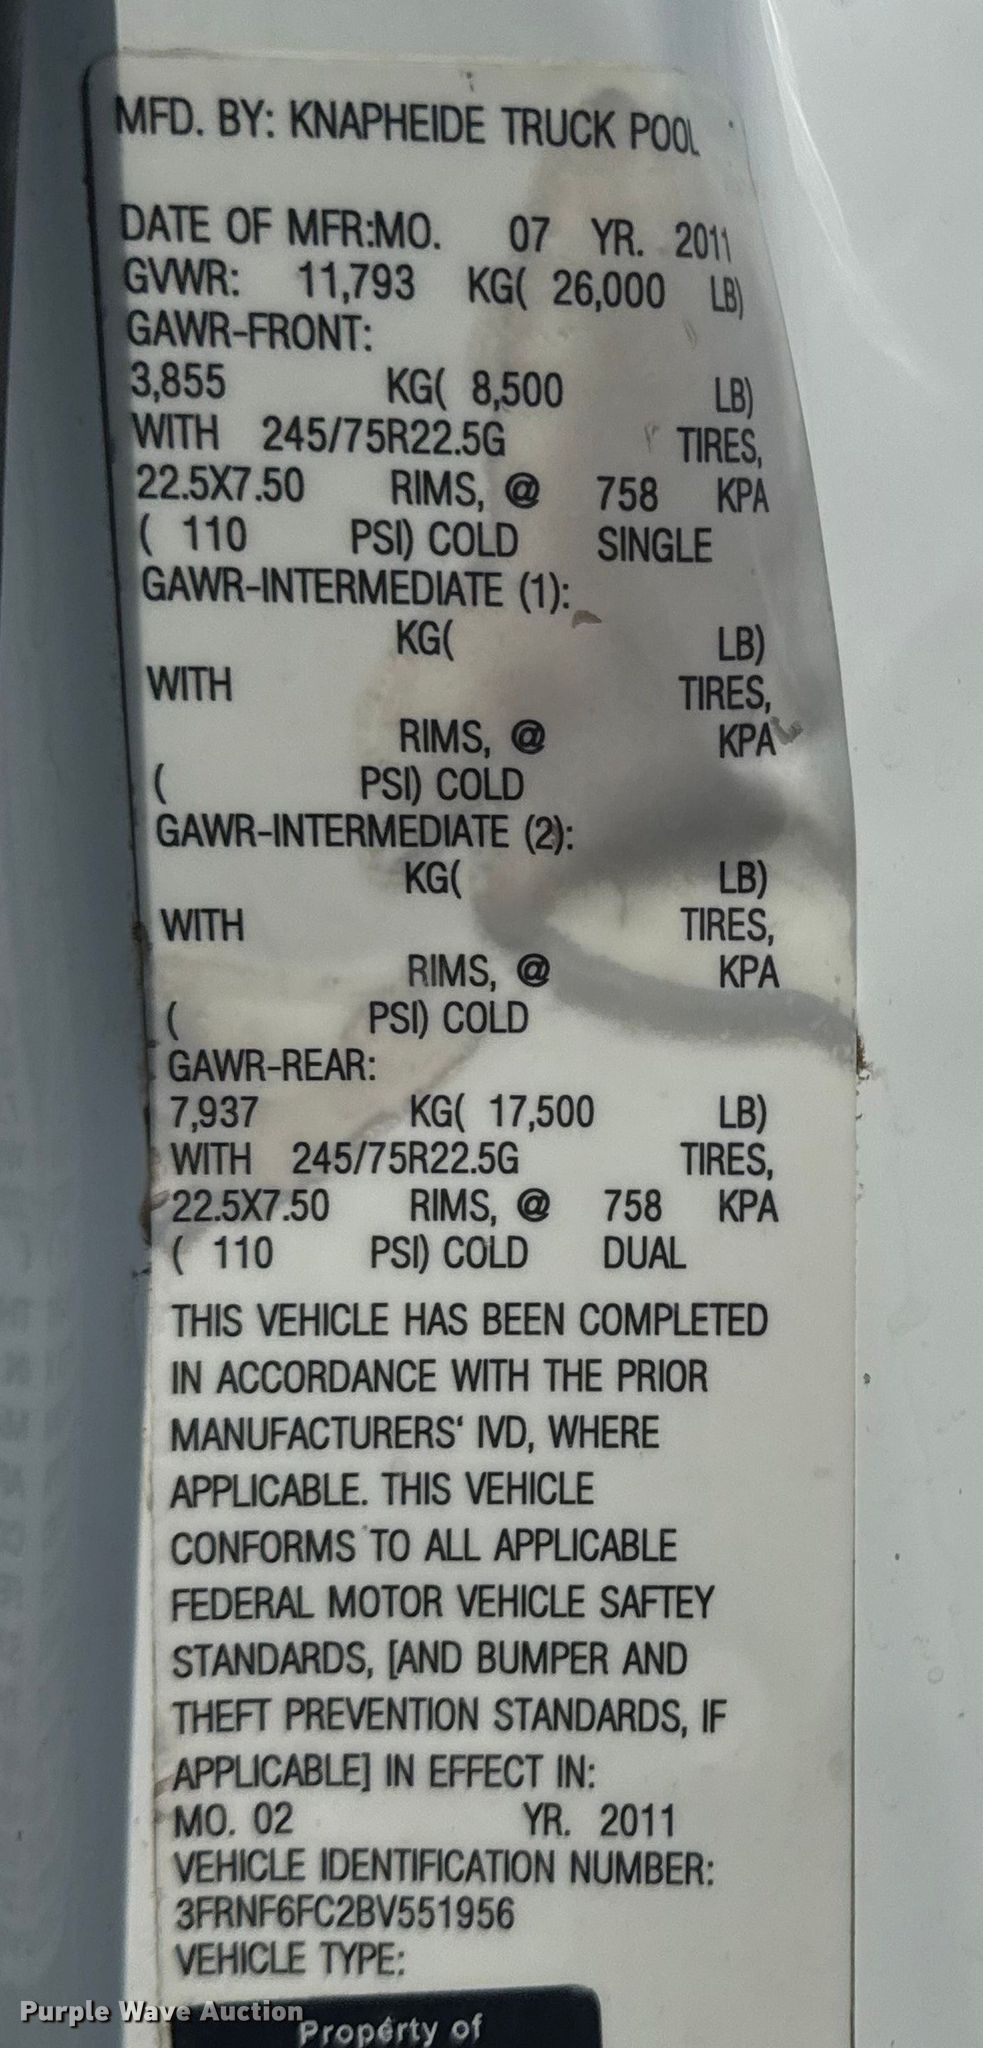 MFD. BY: KNAPHEIDE TRUCK POOL
DATE OF MFR:MO. 07 YR. 2011
GVWR: 11,793 KG( 26,000 LB)
GAWR-FRONT:
3,855 KG( 8,500 LB)
WITH 245/75R22.5G TIRES,
22.5X7.50 RIMS, @ 758 KPA
( 110 PSI) COLD SINGLE
GAWR-INTERMEDIATE (1):
KG( LB)
WITH TIRES,
RIMS, @ KPA
( PSI) COLD
GAWR-INTERMEDIATE (2):
KG( LB)
WITH TIRES,
RIMS, @ KPA
( PSI) COLD
GAWR-REAR:
7,937 KG( 17,500 LB)
WITH 245/75R22.5G TIRES,
22.5X7.50 RIMS, @ 758 KPA
( 110 PSI) COLD DUAL
THIS VEHICLE HAS BEEN COMPLETED
IN ACCORDANCE WITH THE PRIOR
MANUFACTURERS' IVD, WHERE
APPLICABLE. THIS VEHICLE
CONFORMS TO ALL APPLICABLE
FEDERAL MOTOR VEHICLE SAFTEY
STANDARDS, [AND BUMPER AND
THEFT PREVENTION STANDARDS, IF
APPLICABLE] IN EFFECT IN:
MO. 02 YR. 2011
VEHICLE IDENTIFICATION NUMBER:
3FRNF6FC2BV551956
VEHICLE TYPE:
Purple Wave Auction
Property of